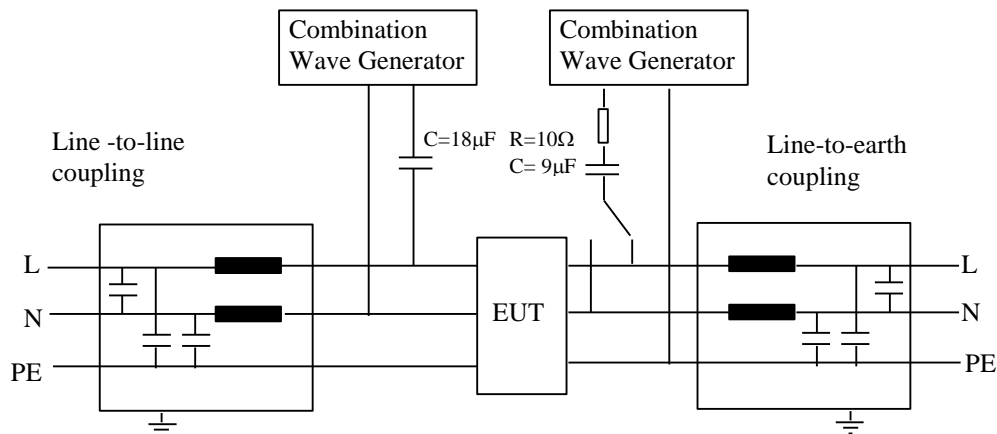 Combination
Wave Generator
Combination
Wave Generator
Line -to-line
coupling
C=18μF
R=10Ω
C= 9μF
Line-to-earth
coupling
L
N
PE
EUT
L
N
PE